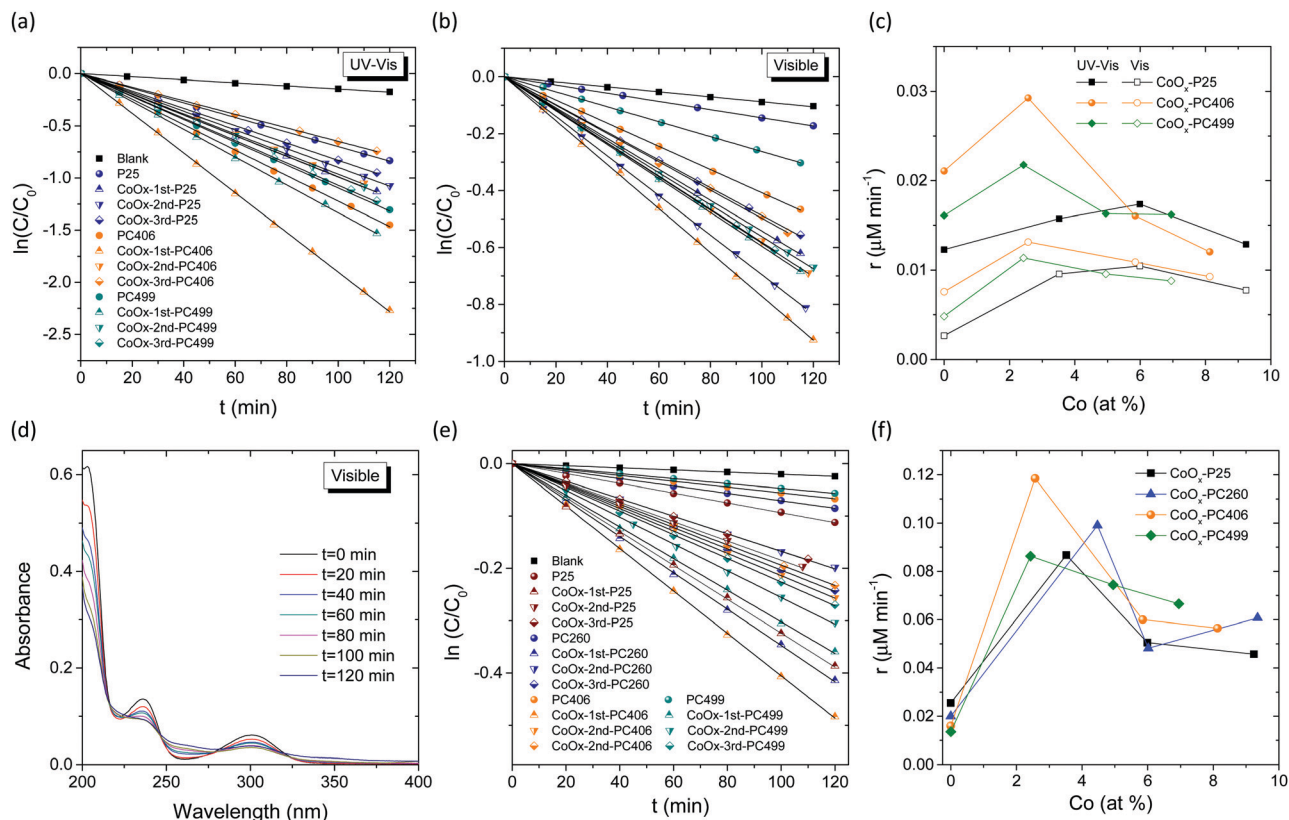 (a)
UV-Vis
0.0
-0.5
-1.0
-1.5
-2.0
-2.5
ln(C/C0)
Blank
P25
CoOx-1st-P25
CoOx-2nd-P25
CoOx-3rd-P25
PC406
CoOx-1st-PC406
CoOx-2nd-PC406
CoOx-3rd-PC406
PC499
CoOx-1st-PC499
CoOx-2nd-PC499
CoOx-3rd-PC499
0 20 40 60 80 100 120
t (min)
(b)
Visible
0.0
-0.2
-0.4
-0.6
-0.8
-1.0
ln(C/C0)
0 20 40 60 80 100 120
t (min)
(c)
UV-Vis Vis
CoOx-P25
CoOx-PC406
CoOx-PC499
0.03
0.02
0.01
0.00
r (μM min-1)
0 2 4 6 8 10
Co (at %)
(d)
Visible
0.6
0.4
0.2
0.0
Absorbance
t=0 min
t=20 min
t=40 min
t=60 min
t=80 min
t=100 min
t=120 min
200 250 300 350 400
Wavelength (nm)
(e)
0.0
-0.2
-0.4
ln (C/C0)
Blank
P25
CoOx-1st-P25
CoOx-2nd-P25
CoOx-3rd-P25
PC260
CoOx-1st-PC260
CoOx-2nd-PC260
CoOx-3rd-PC260
PC406 PC499
CoOx-1st-PC406 CoOx-1st-PC499
CoOx-2nd-PC406 CoOx-2nd-PC499
CoOx-2nd-PC406 CoOx-3rd-PC499
0 20 40 60 80 100 120
t (min)
(f)
CoOx-P25
CoOx-PC260
CoOx-PC406
CoOx-PC499
0.12
0.10
0.08
0.06
0.04
0.02
0.00
r (μM min-1)
0 2 4 6 8 10
Co (at %)